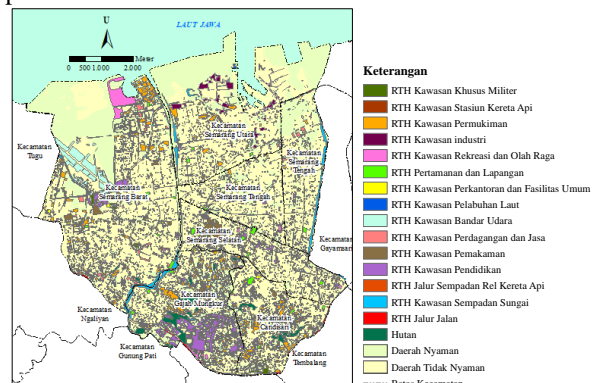 U
LAUT JAWA
Meter
0 500 1.000 2.000
Kecamatan
Tugu
Kecamatan
Semarang Utara
Kecamatan
Semarang
Tengah
Kecamatan
Semarang Barat
Kecamatan
Semarang Tengah
Kecamatan
Semarang Selatan
Kecamatan
Gayamsari
Kecamatan
Ngaliyan
Kecamatan
Gajah Mungkur
Kecamatan
Candisari
Kecamatan
Gunung Pati
Kecamatan
Tembalang
Keterangan
RTH Kawasan Khusus Militer
RTH Kawasan Stasiun Kereta Api
RTH Kawasan Permukiman
RTH Kawasan industri
RTH Kawasan Rekreasi dan Olah Raga
RTH Pertamanan dan Lapangan
RTH Kawasan Perkantoran dan Fasilitas Umum
RTH Kawasan Pelabuhan Laut
RTH Kawasan Bandar Udara
RTH Kawasan Perdagangan dan Jasa
RTH Kawasan Pemakaman
RTH Kawasan Pendidikan
RTH Jalur Sempadan Rel Kereta Api
RTH Kawasan Sempadan Sungai
RTH Jalur Jalan
Hutan
Daerah Nyaman
Daerah Tidak Nyaman